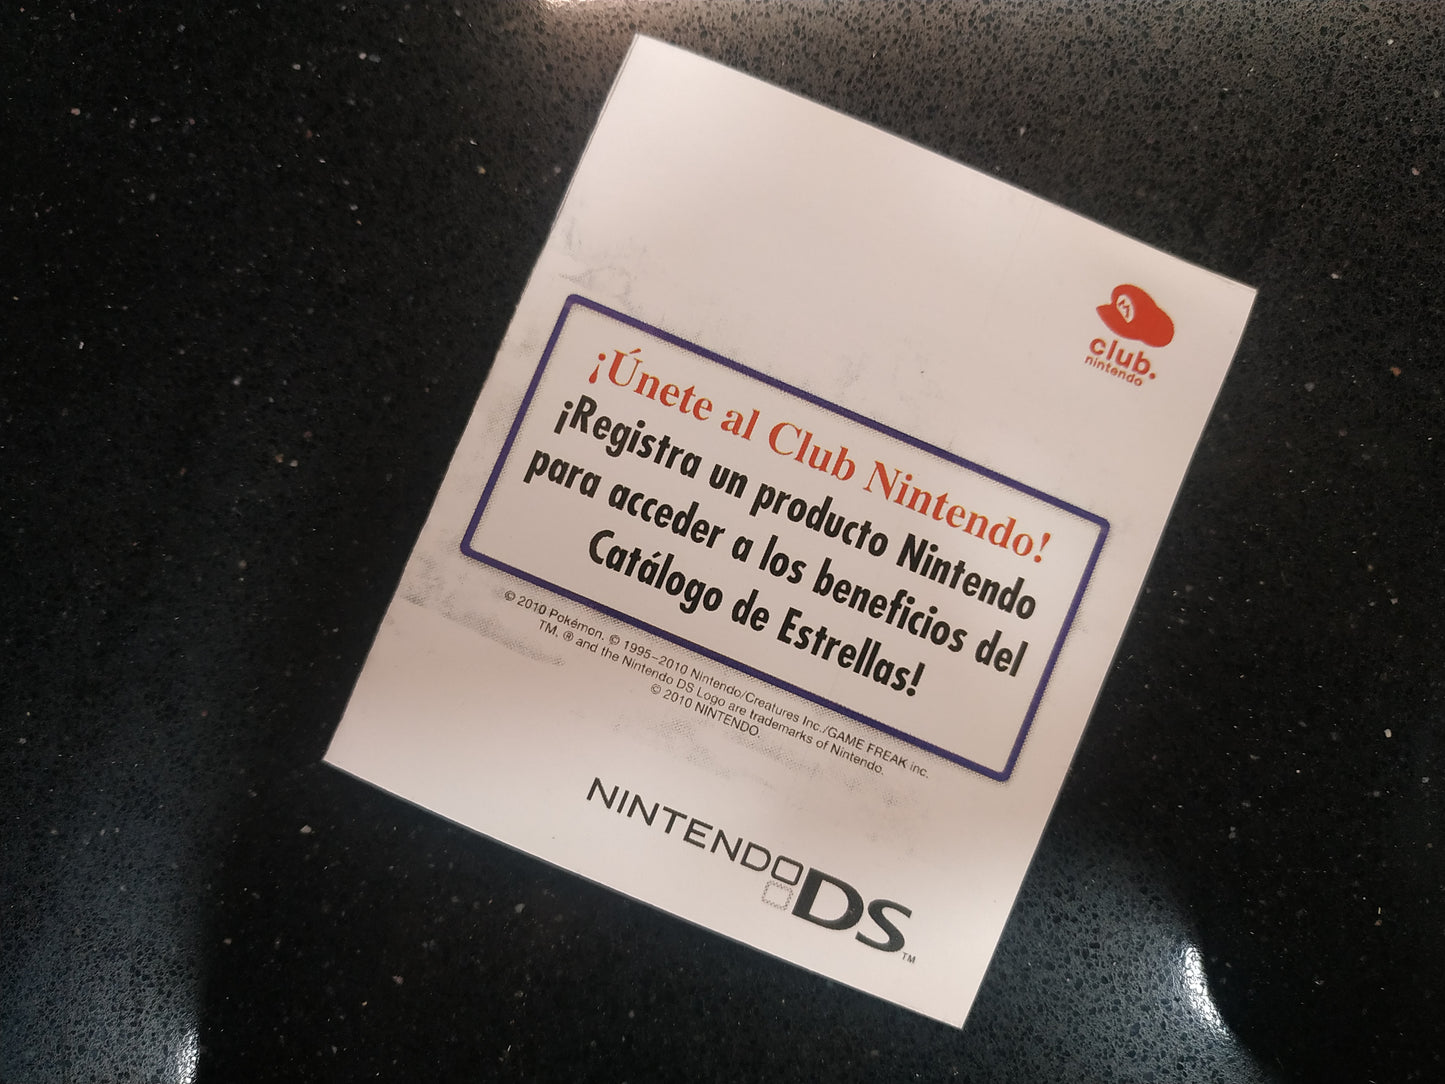 M
club.
nintendo
¡Únete al Club Nintendo!
¡Registra un producto Nintendo
para acceder a los beneficios del
Catálogo de Estrellas!
© 2010 Pokémon. © 1995–2010 Nintendo/Creatures Inc./GAME FREAK inc.
TM, ® and the Nintendo DS Logo are trademarks of Nintendo.
© 2010 NINTENDO.
NINTENDO DS™